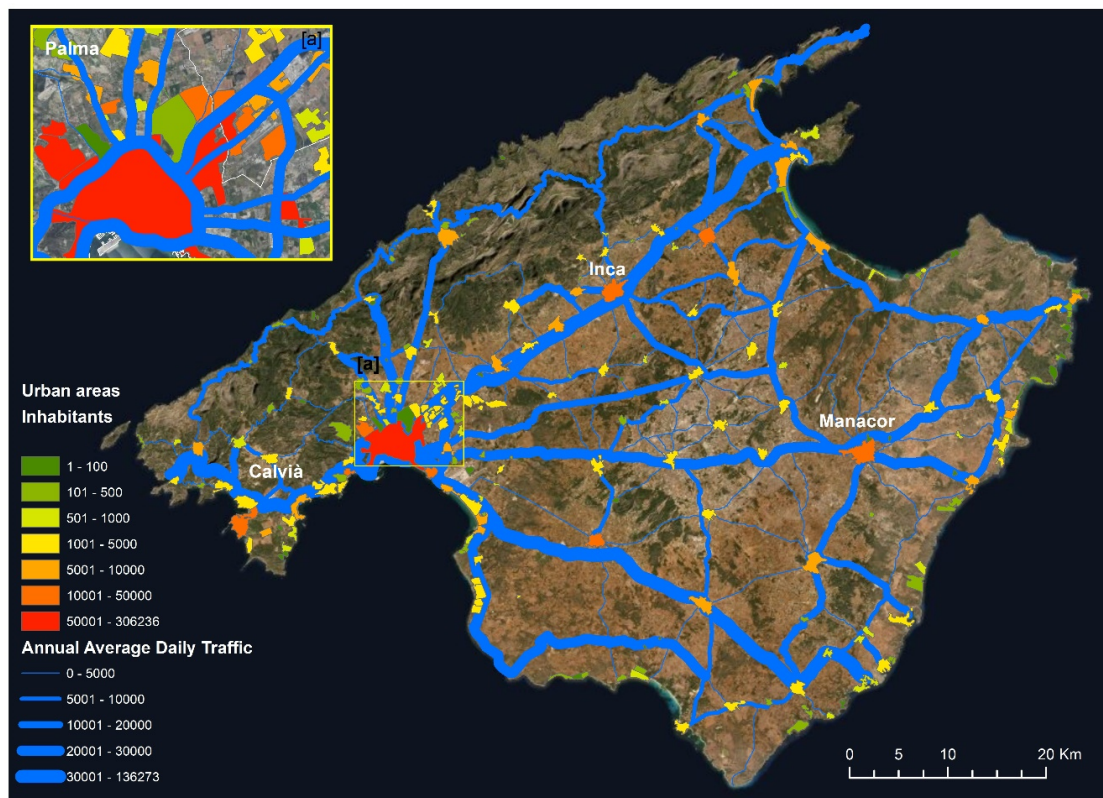 Palma
[a]
Inca
[a]
Urban areas
Inhabitants
Manacor
Calvià
1 - 100
101 - 500
501 - 1000
1001 - 5000
5001 - 10000
10001 - 50000
50001 - 306236
Annual Average Daily Traffic
0 - 5000
5001 - 10000
10001 - 20000
20001 - 30000
30001 - 136273
0 5 10 20 Km